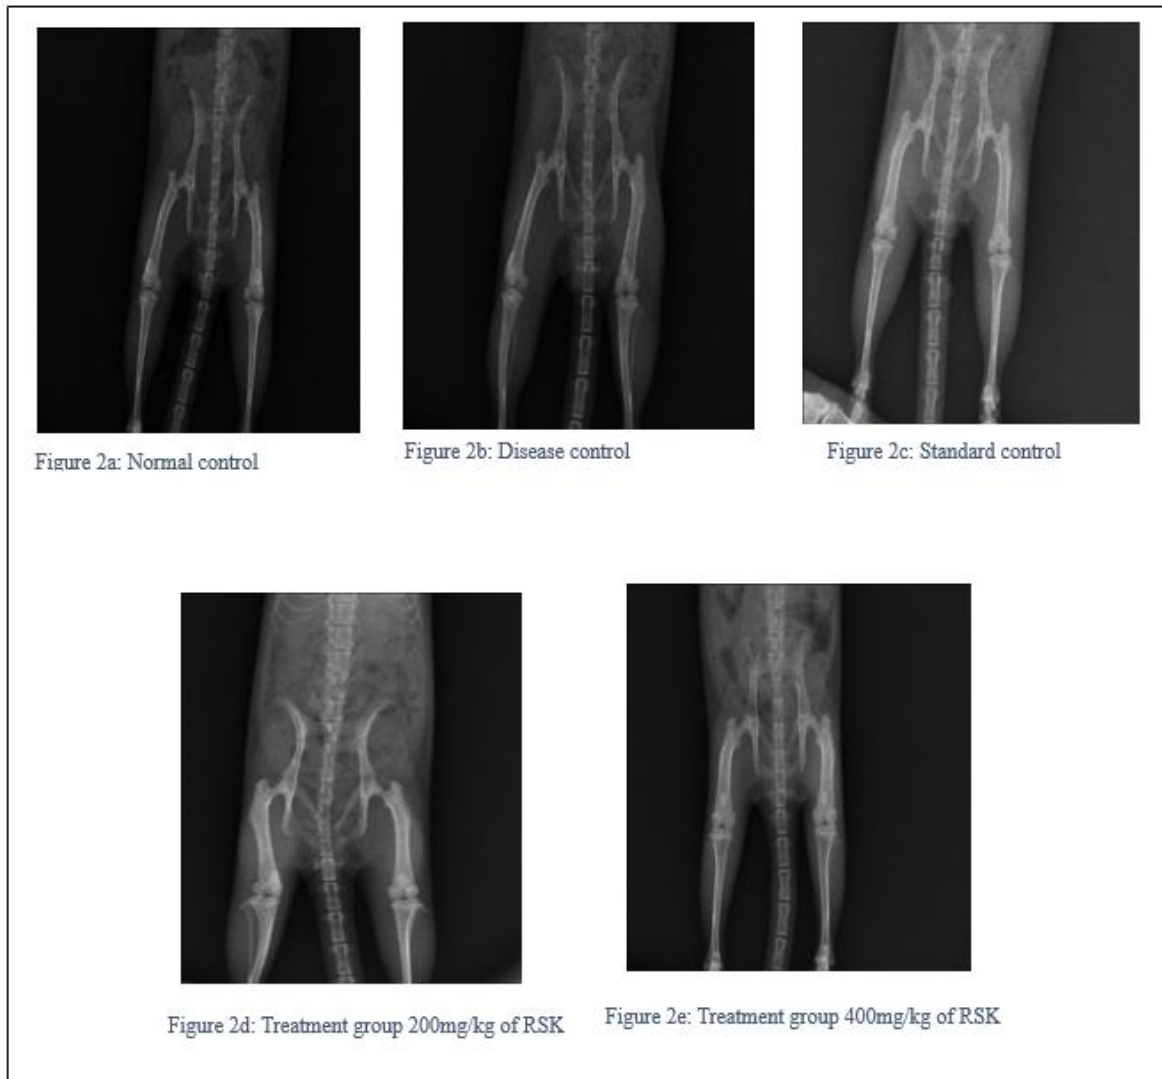 Figure 2a: Normal control
Figure 2b: Disease control
Figure 2c: Standard control
Figure 2d: Treatment group 200mg/kg of RSK
Figure 2e: Treatment group 400mg/kg of RSK